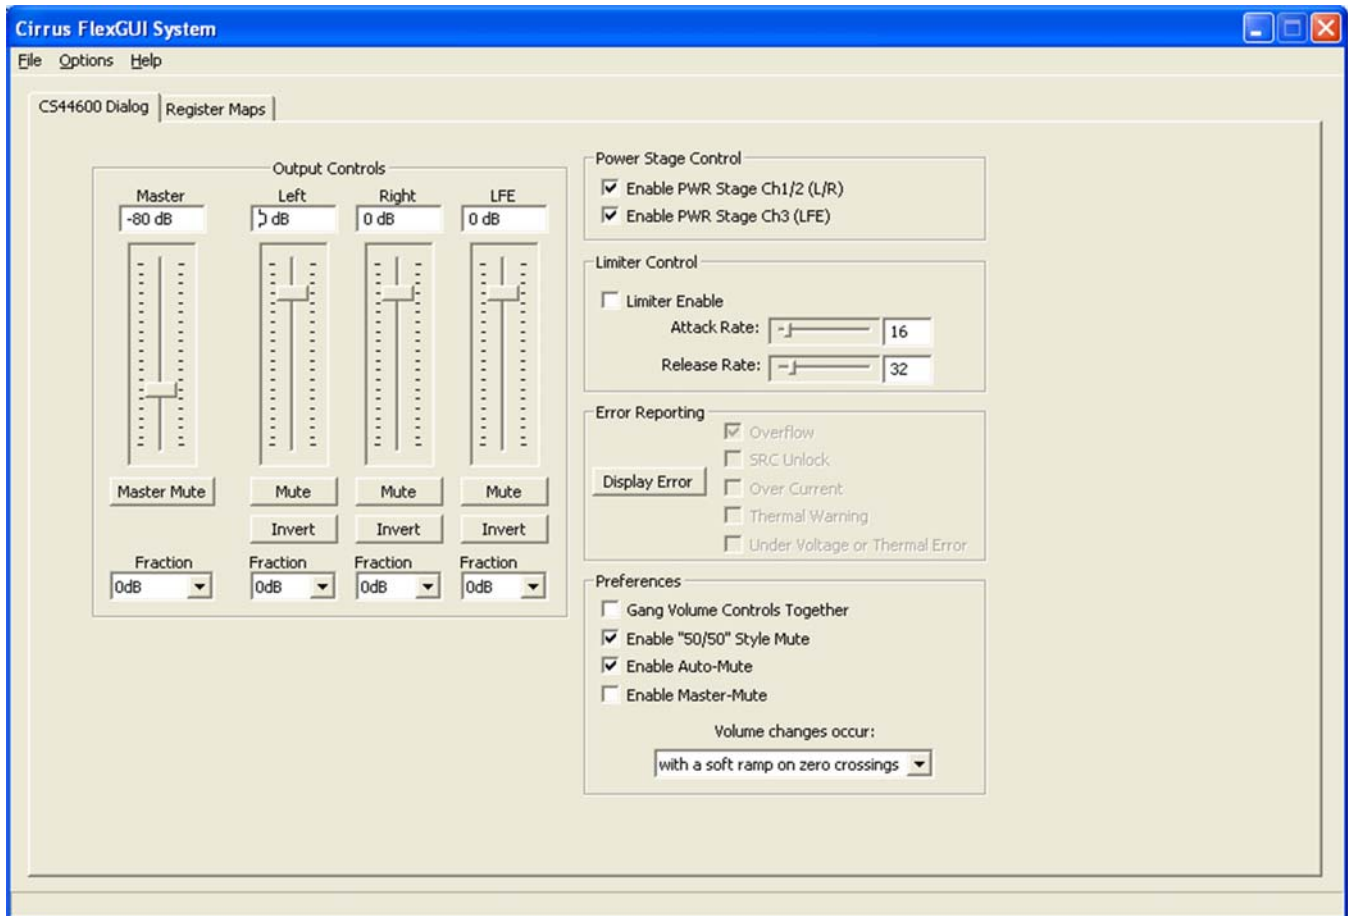 Cirrus FlexGUI System
File Options Help
CS44600 Dialog Register Maps
Output Controls
Master Left Right LFE
-80 dB dB 0 dB 0 dB
Master Mute Mute Mute Mute
Invert Invert Invert
Fraction Fraction Fraction Fraction
0dB 0dB 0dB 0dB
Power Stage Control
Enable PWR Stage Ch1/2 (L/R)
Enable PWR Stage Ch3 (LFE)
Limiter Control
Limiter Enable
Attack Rate: 16
Release Rate: 32
Error Reporting
Overflow
SRC Unlock
Display Error
Over Current
Thermal Warning
Under Voltage or Thermal Error
Preferences
Gang Volume Controls Together
Enable "50/50" Style Mute
Enable Auto-Mute
Enable Master-Mute
Volume changes occur:
with a soft ramp on zero crossings